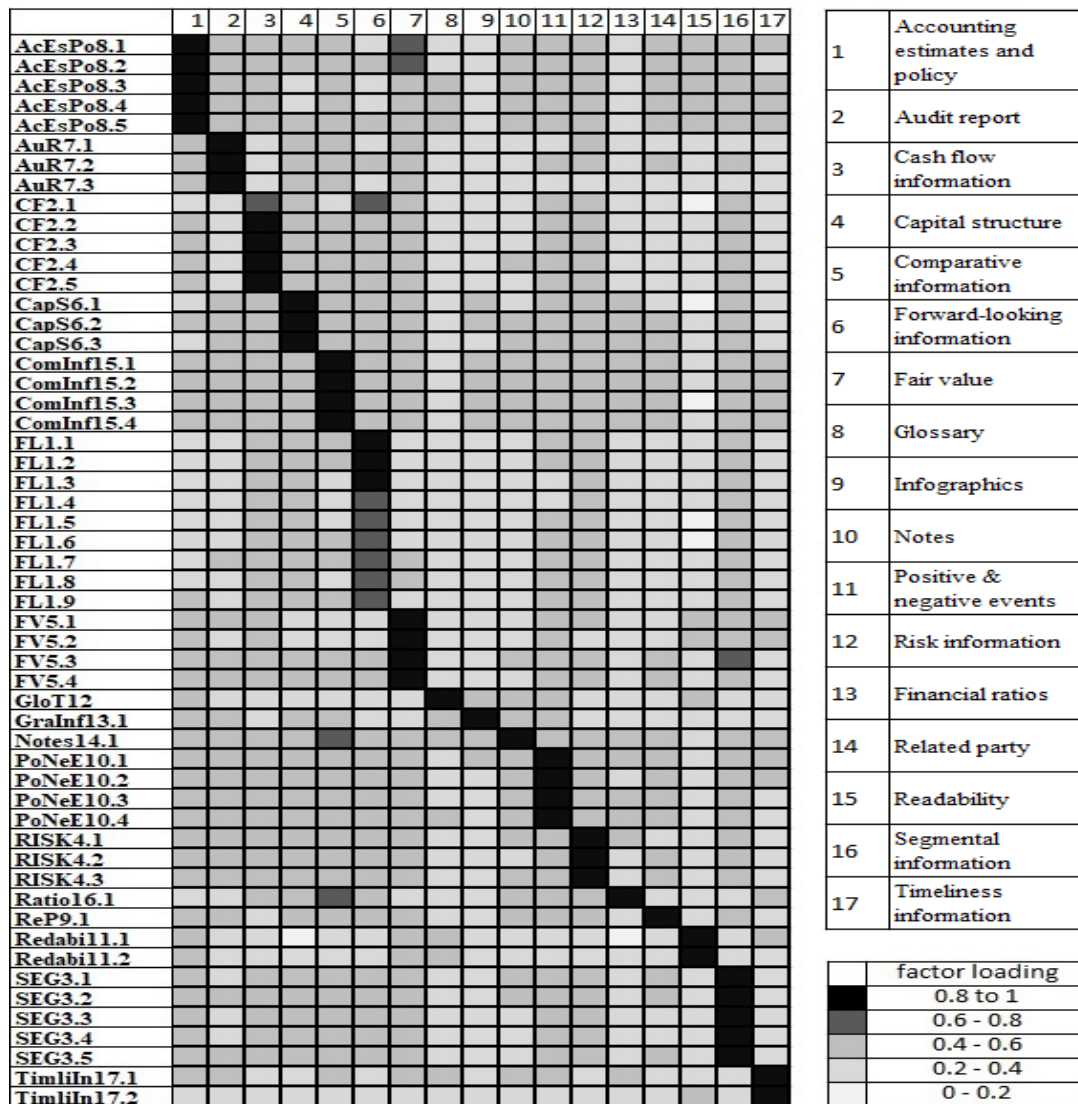 1 2 3 4 5 6 7 8 9 10 11 12 13 14 15 16 17
AcEsPo8.1
AcEsPo8.2
AcEsPo8.3
AcEsPo8.4
AcEsPo8.5
AuR7.1
AuR7.2
AuR7.3
CF2.1
CF2.2
CF2.3
CF2.4
CF2.5
CapS6.1
CapS6.2
CapS6.3
ComInf15.1
ComInf15.2
ComInf15.3
ComInf15.4
FL1.1
FL1.2
FL1.3
FL1.4
FL1.5
FL1.6
FL1.7
FL1.8
FL1.9
FV5.1
FV5.2
FV5.3
FV5.4
GloT12
GraInf13.1
Notes14.1
PoNeE10.1
PoNeE10.2
PoNeE10.3
PoNeE10.4
RISK4.1
RISK4.2
RISK4.3
Ratio16.1
ReP9.1
Redabi11.1
Redabi11.2
SEG3.1
SEG3.2
SEG3.3
SEG3.4
SEG3.5
TimliIn17.1
TimliIn17.2
1 Accounting
estimates and
policy
2 Audit report
3 Cash flow
information
4 Capital structure
5 Comparative
information
6 Forward-looking
information
7 Fair value
8 Glossary
9 Infographics
10 Notes
11 Positive &
negative events
12 Risk information
13 Financial ratios
14 Related party
15 Readability
16 Segmental
information
17 Timeliness
information
factor loading
0.8 to 1
0.6 - 0.8
0.4 - 0.6
0.2 - 0.4
0 - 0.2